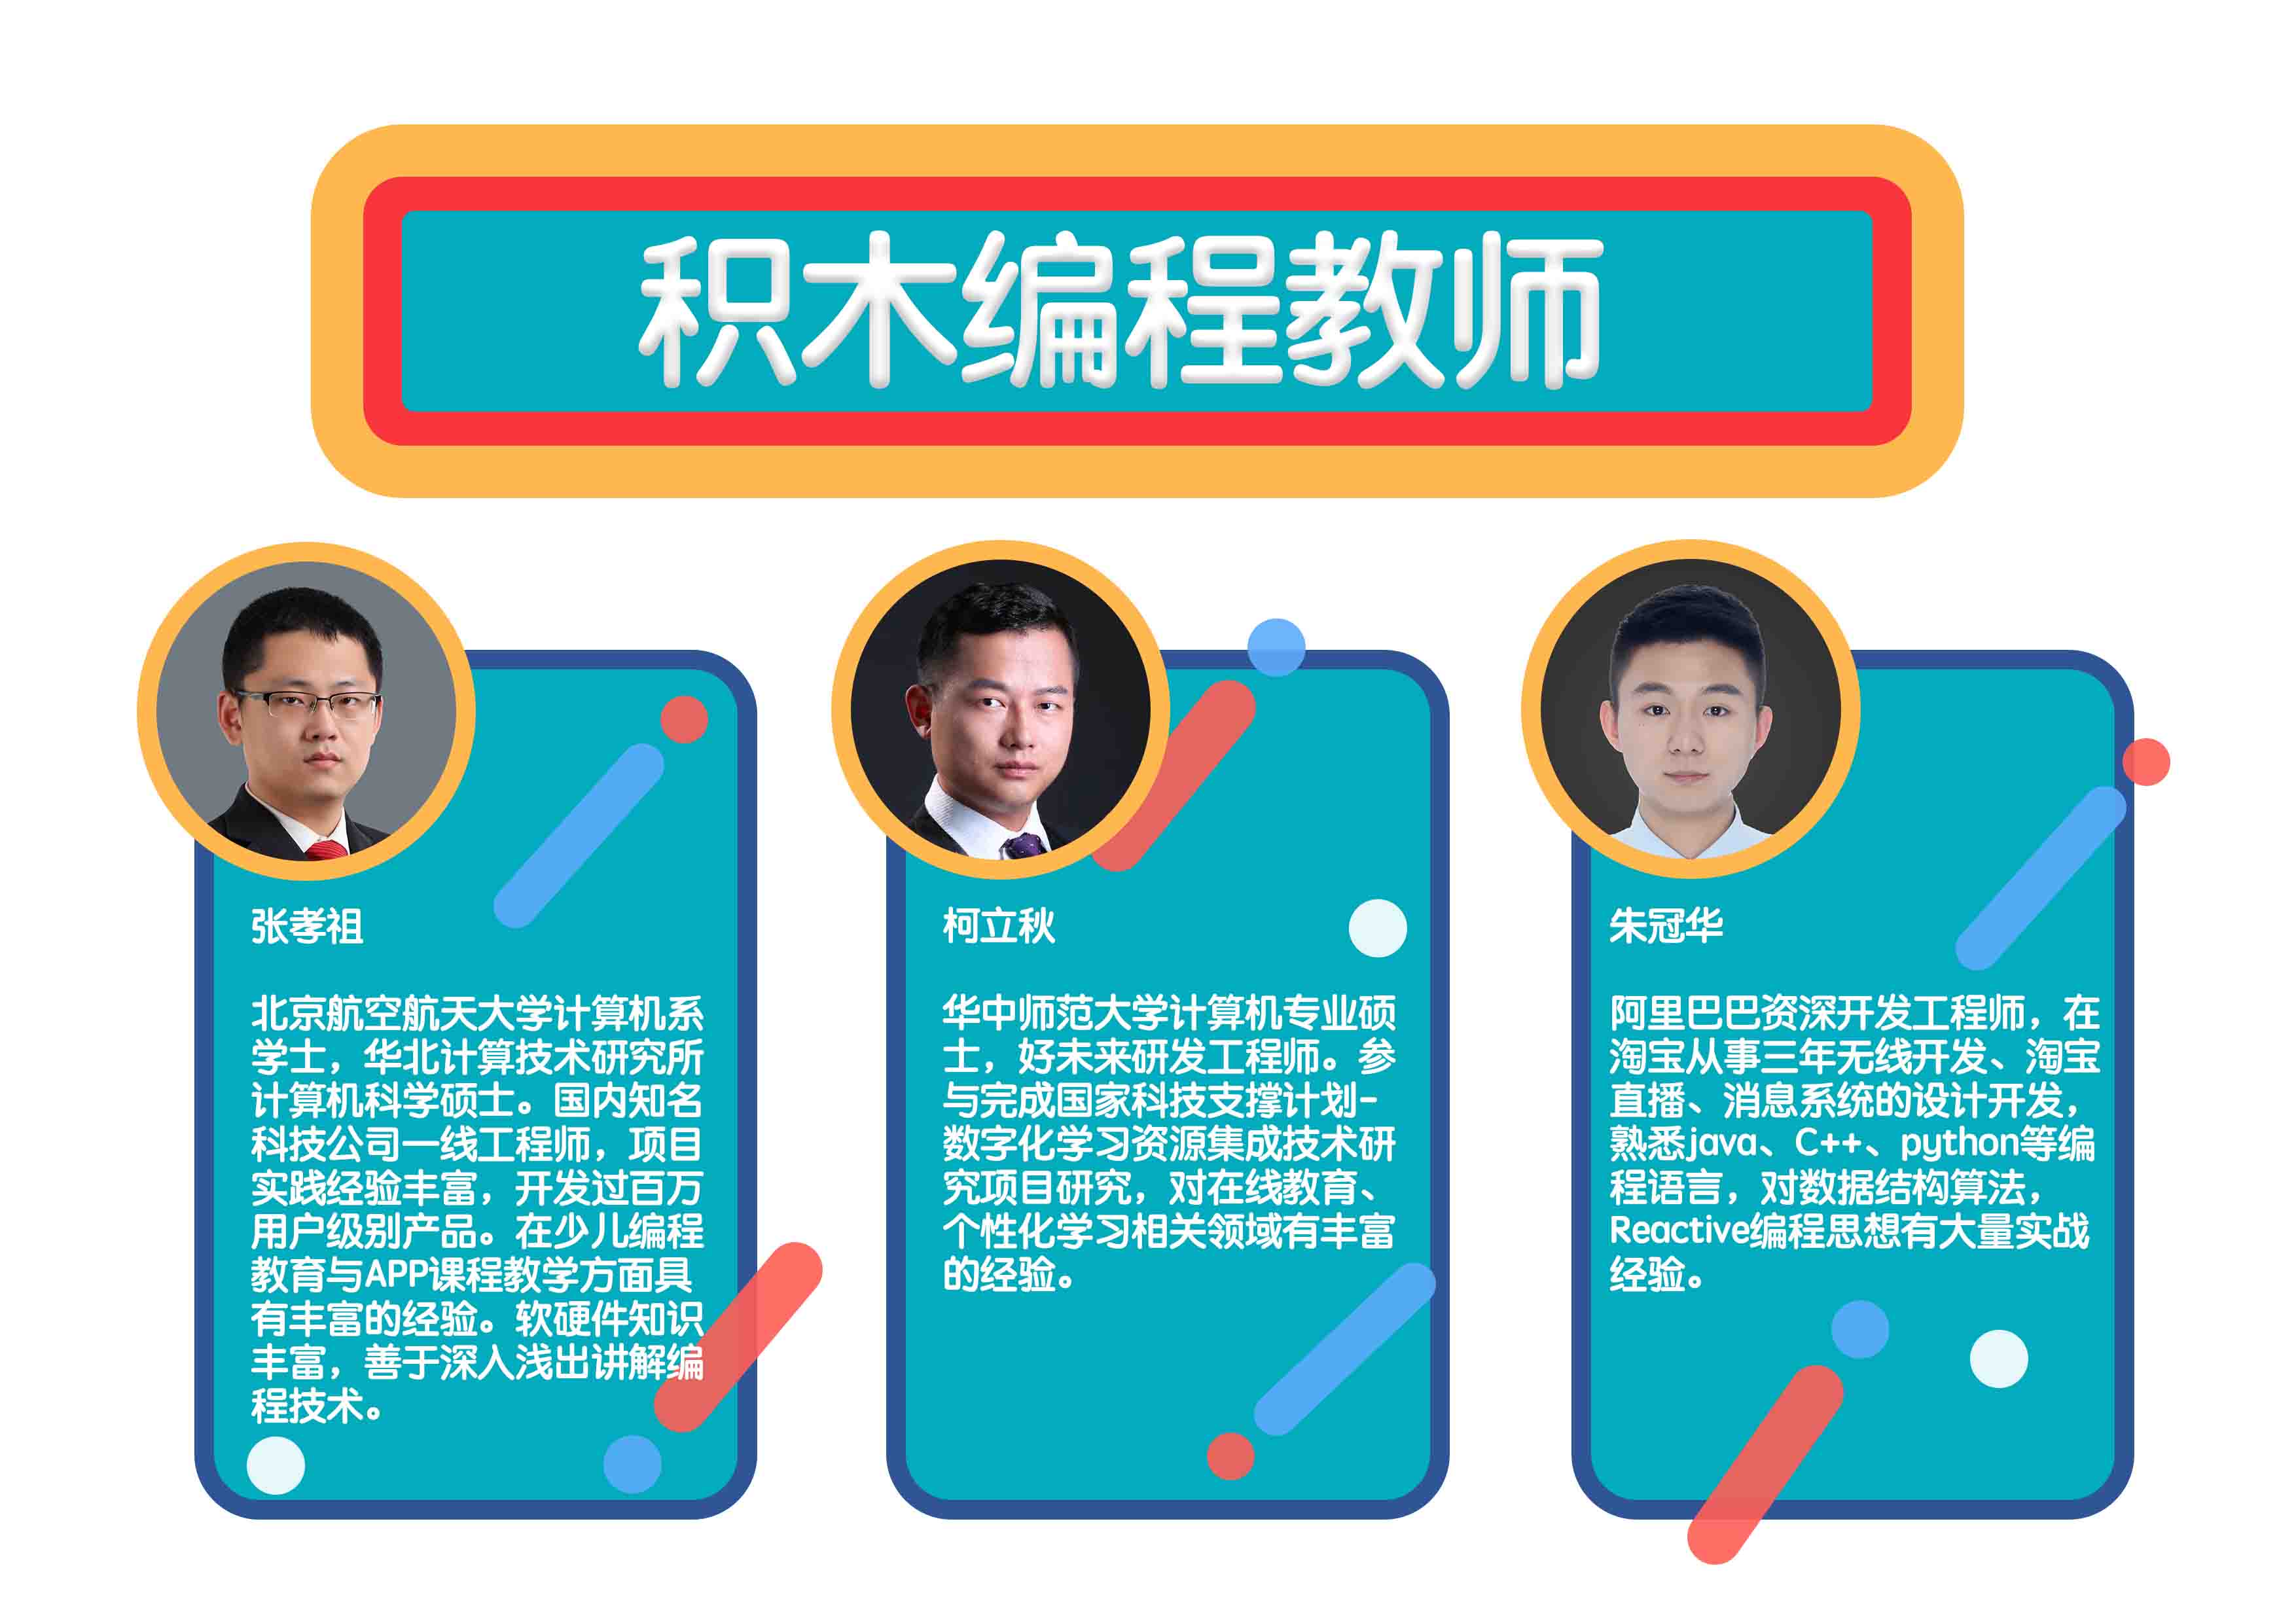 积木编程教师
张孝祖
北京航空航天大学计算机系
学士，华北计算技术研究所
计算机科学硕士。国内知名
科技公司一线工程师，项目
实践经验丰富，开发过百万
用户级别产品。在少儿编程
教育与APP课程教学方面具
有丰富的经验。软硬件知识
丰富，善于深入浅出讲解编
程技术。
柯立秋
华中师范大学计算机专业硕
士，好未来研发工程师。参
与完成国家科技支撑计划-
数字化学习资源集成技术研
究项目研究，对在线教育、
个性化学习相关领域有丰富
的经验。
朱冠华
阿里巴巴资深开发工程师，在
淘宝从事三年无线开发、淘宝
直播、消息系统的设计开发，
熟悉java、C++、python等编
程语言，对数据结构算法，
Reactive编程思想有大量实战
经验。